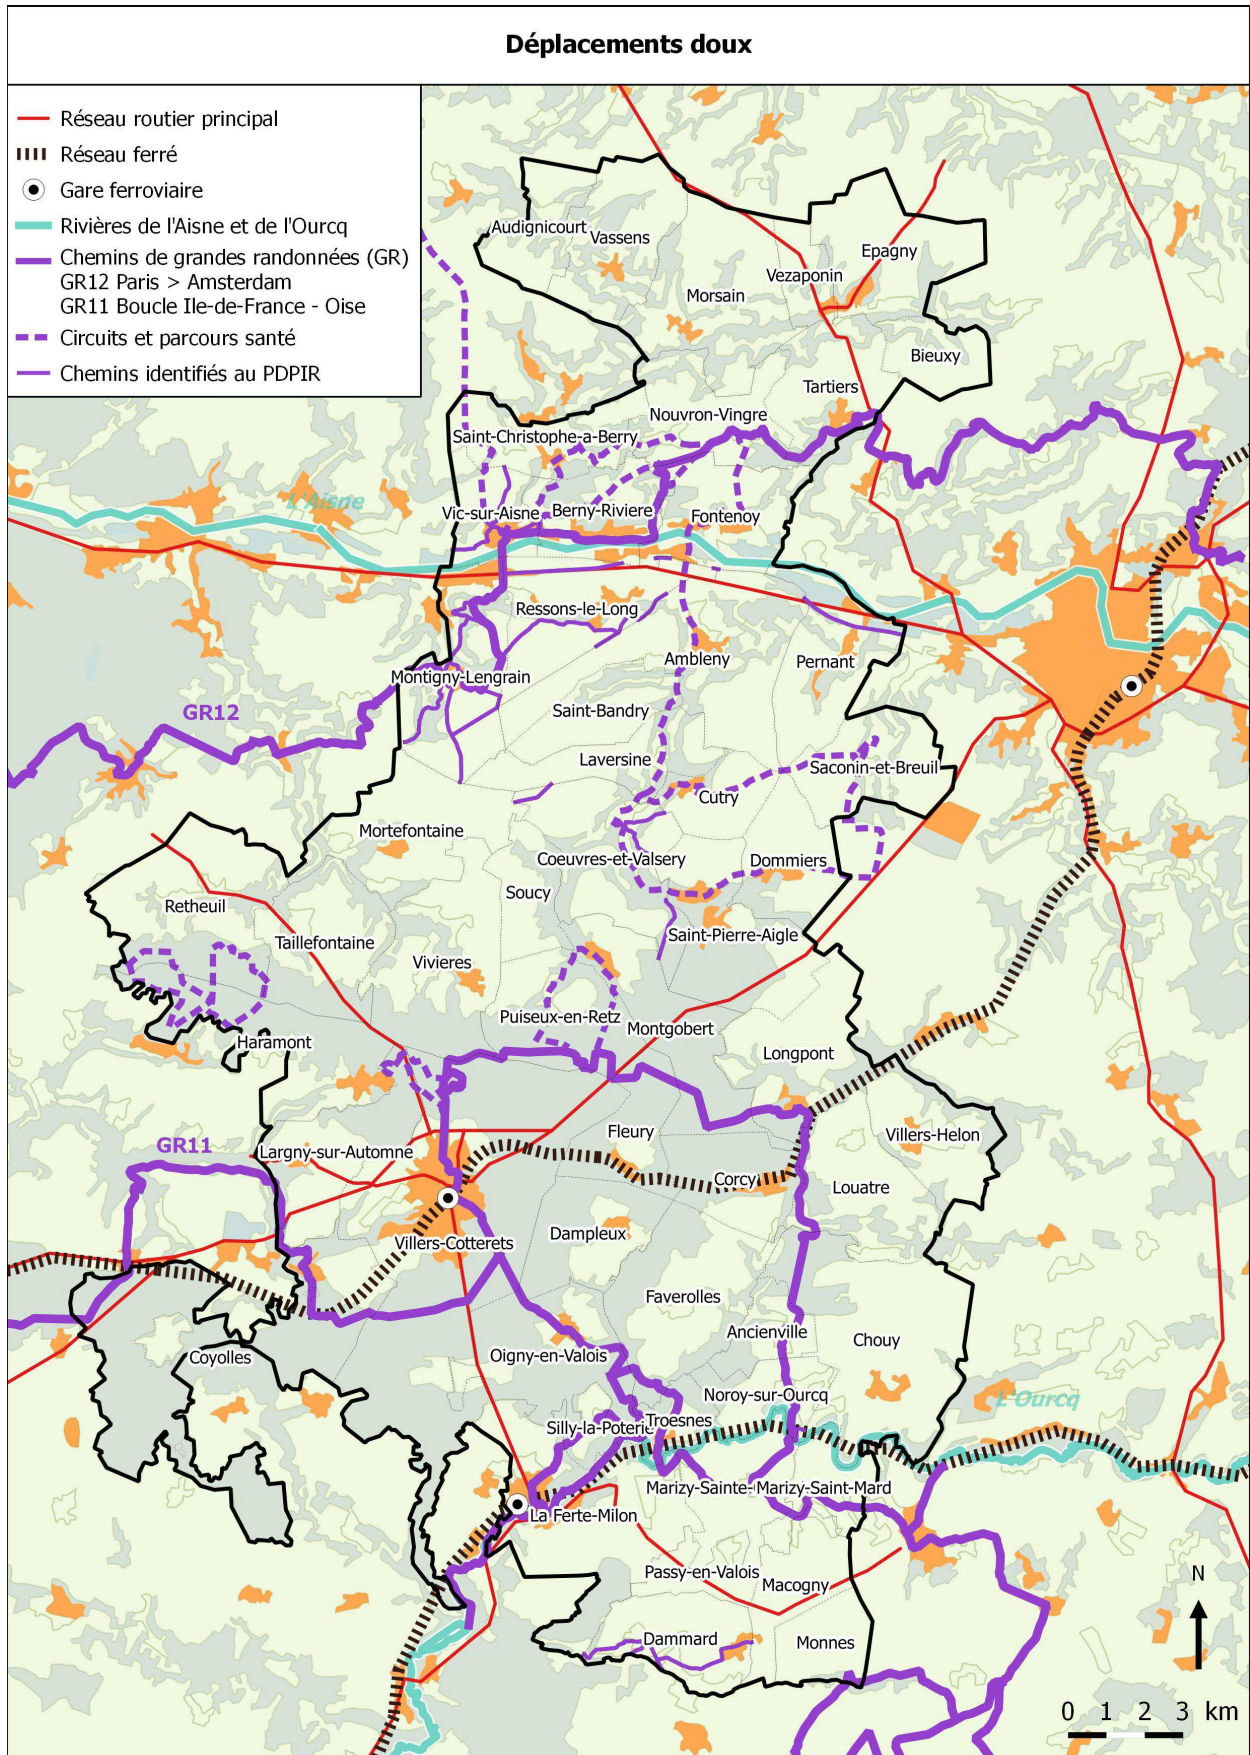 Déplacements doux
Réseau routier principal
Réseau ferré
Gare ferroviaire
Rivières de l'Aisne et de l'Ourcq
Chemins de grandes randonnées (GR)
GR12 Paris > Amsterdam
GR11 Boucle Ile-de-France - Oise
Circuits et parcours santé
Chemins identifiés au PDPIR
Audignicourt
Vassens
Epagny
Vezaponin
Morsain
Bieuxy
Tartiers
Nouvron-Vingre
Saint-Christophe-a-Berry
L'Aisne
Vic-sur-Aisne
Berny-Riviere
Fontenoy
Ressons-le-Long
Ambleny
Pernant
Montigny-Lengrain
GR12
Saint-Bandry
Laversine
Saconin-et-Breuil
Cutry
Mortefontaine
Coeuvres-et-Valsery
Dommiers
Soucy
Retheuil
Taillefontaine
Saint-Pierre-Aigle
Vivieres
Puiseux-en-Retz
Montgobert
Haramont
Longpont
Fleury
Villers-Helon
GR11
Largny-sur-Automne
Corcy
Louatre
Dampleux
Villers-Cotterets
Faverolles
Ancienville
Chouy
Oigny-en-Valois
Coyolles
Noroy-sur-Ourcq
L'Ourcq
Silly-la-Poterie
Troesnes
Marizy-Sainte-
Marizy-Saint-Mard
La Ferte-Milon
Passy-en-Valois
Macogny
N
Dammard
Monnes
0 1 2 3 km